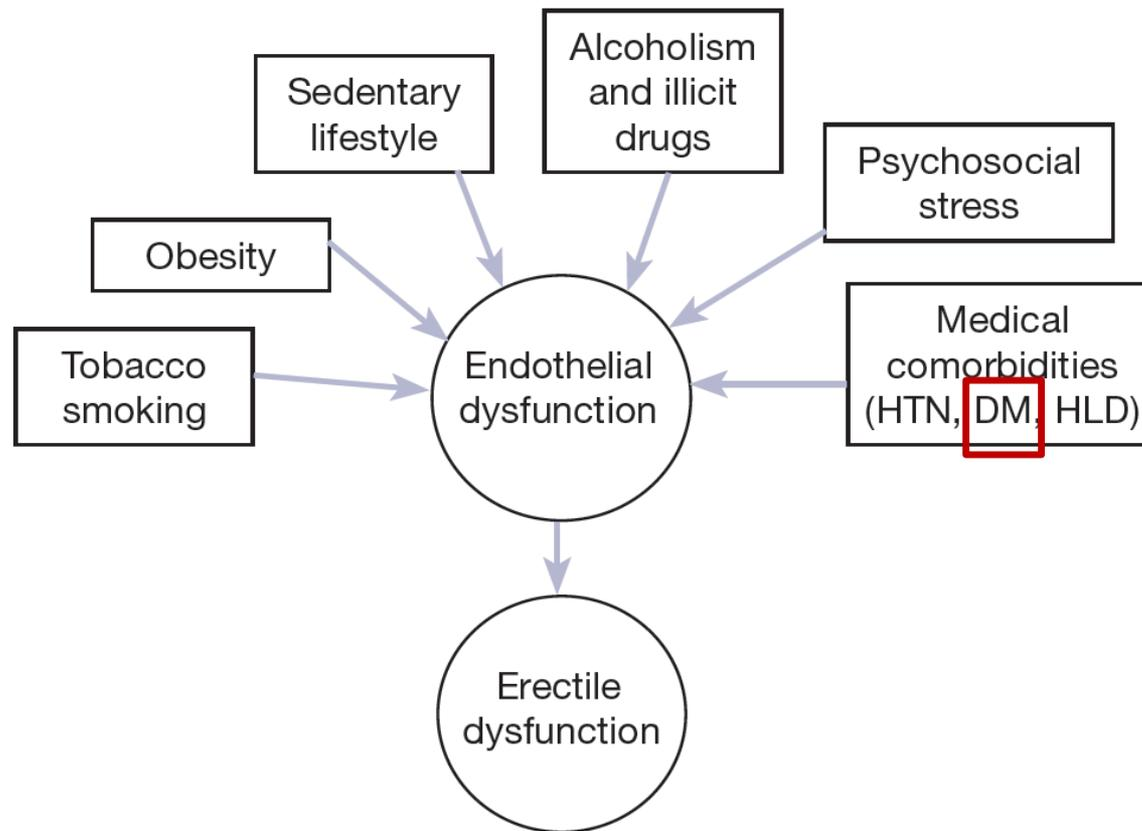 Alcoholism
and illicit
drugs
Sedentary
lifestyle
Psychosocial
stress
Obesity
Medical
comorbidities
(HTN, DM, HLD)
Tobacco
smoking
Endothelial
dysfunction
Erectile
dysfunction